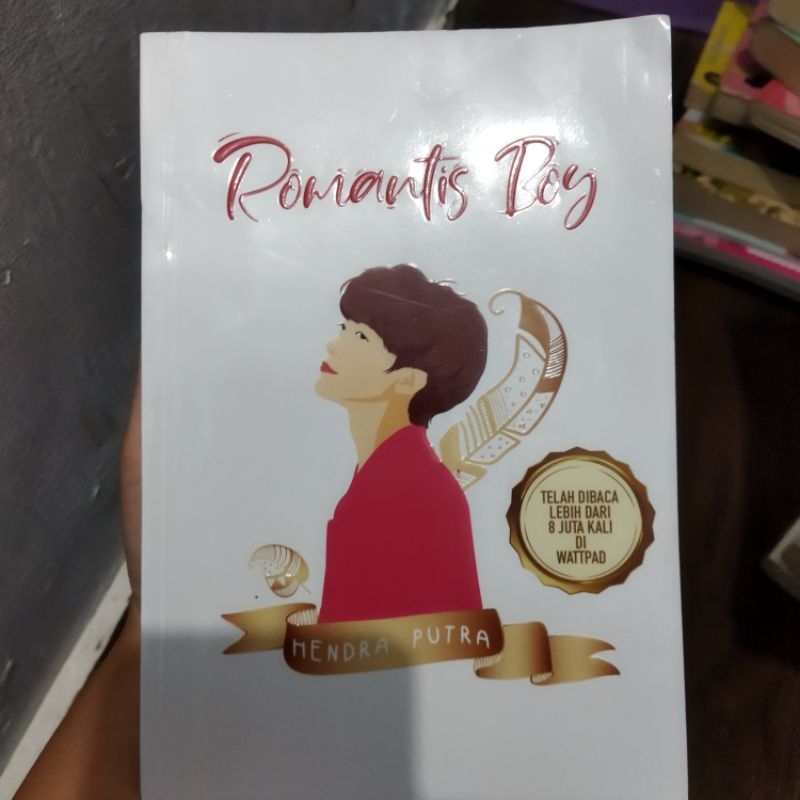 Romantis Boy
TELAH DIBACA
LEBIH DARI
8 JUTA KALI
DI
WATTPAD
HENDRA PUTRA